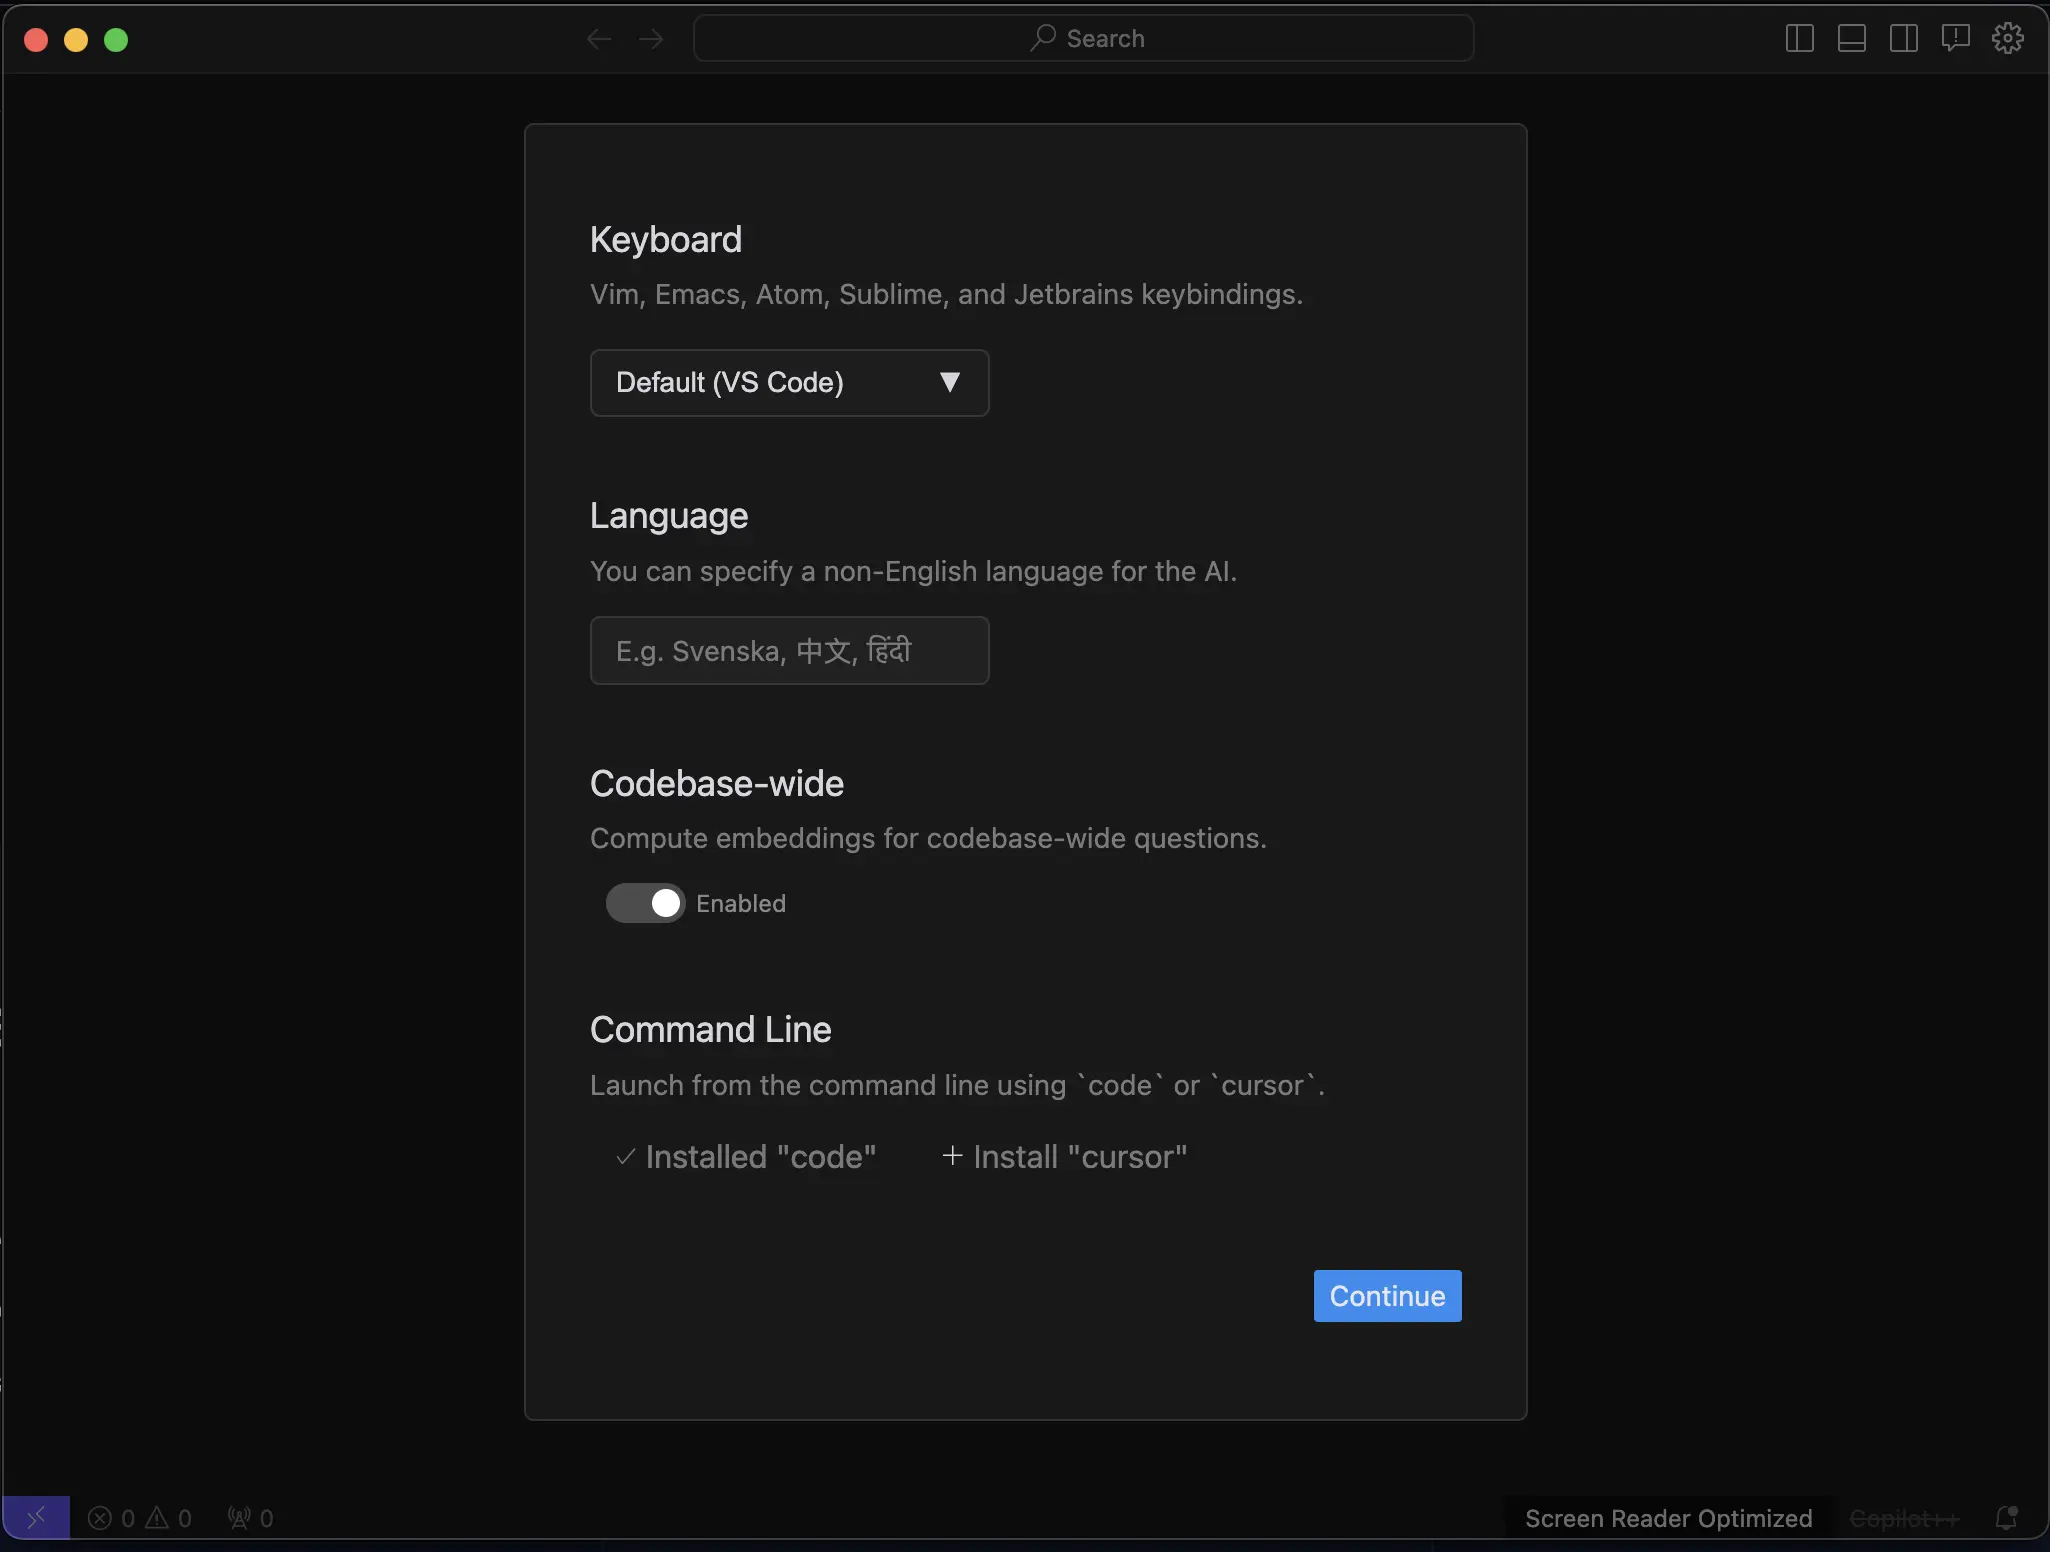 Search
Keyboard
Vim, Emacs, Atom, Sublime, and Jetbrains keybindings.
Default (VS Code)
Language
You can specify a non-English language for the AI.
E.g. Svenska, 中文, हिंदी
Codebase-wide
Compute embeddings for codebase-wide questions.
Enabled
Command Line
Launch from the command line using `code` or `cursor`.
Installed "code" + Install "cursor"
Continue
0 0 0 Screen Reader Optimized Copilot++